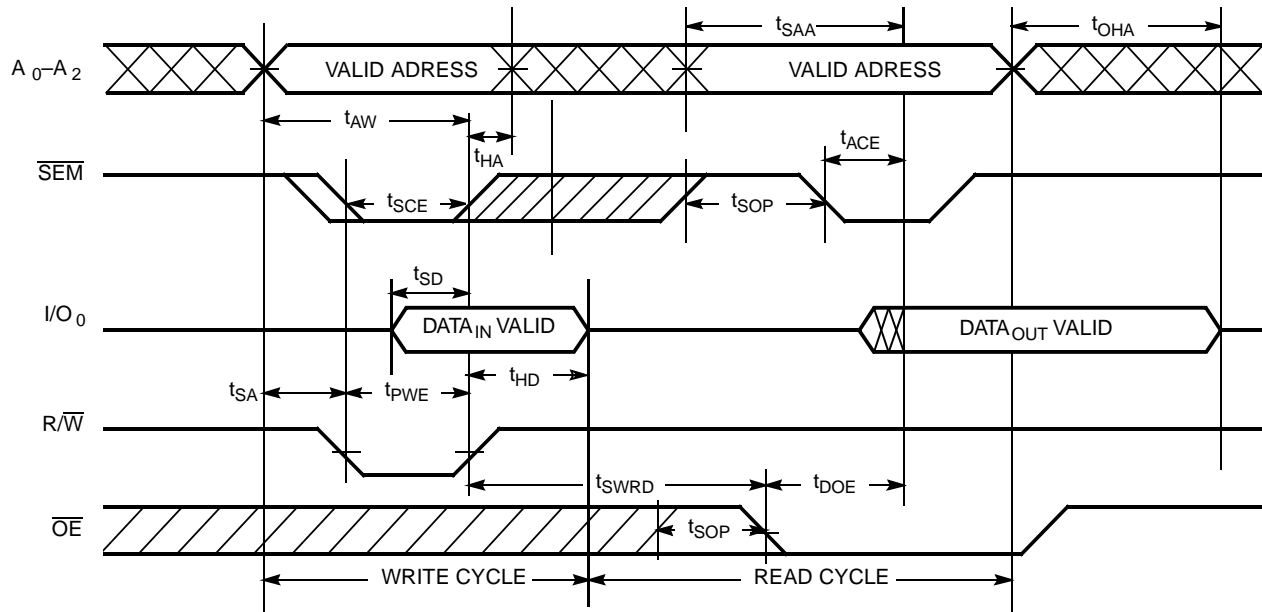 tSAA
tOHA
A0–A2
VALID ADRESS
VALID ADRESS
tAW
tHA
tACE
SEM
tSCE
tSOP
tSD
I/O0
DATAIN VALID
DATAOUT VALID
tSA
tPWE
tHD
R/W
tSWRD
tDOE
OE
tSOP
WRITE CYCLE
READ CYCLE